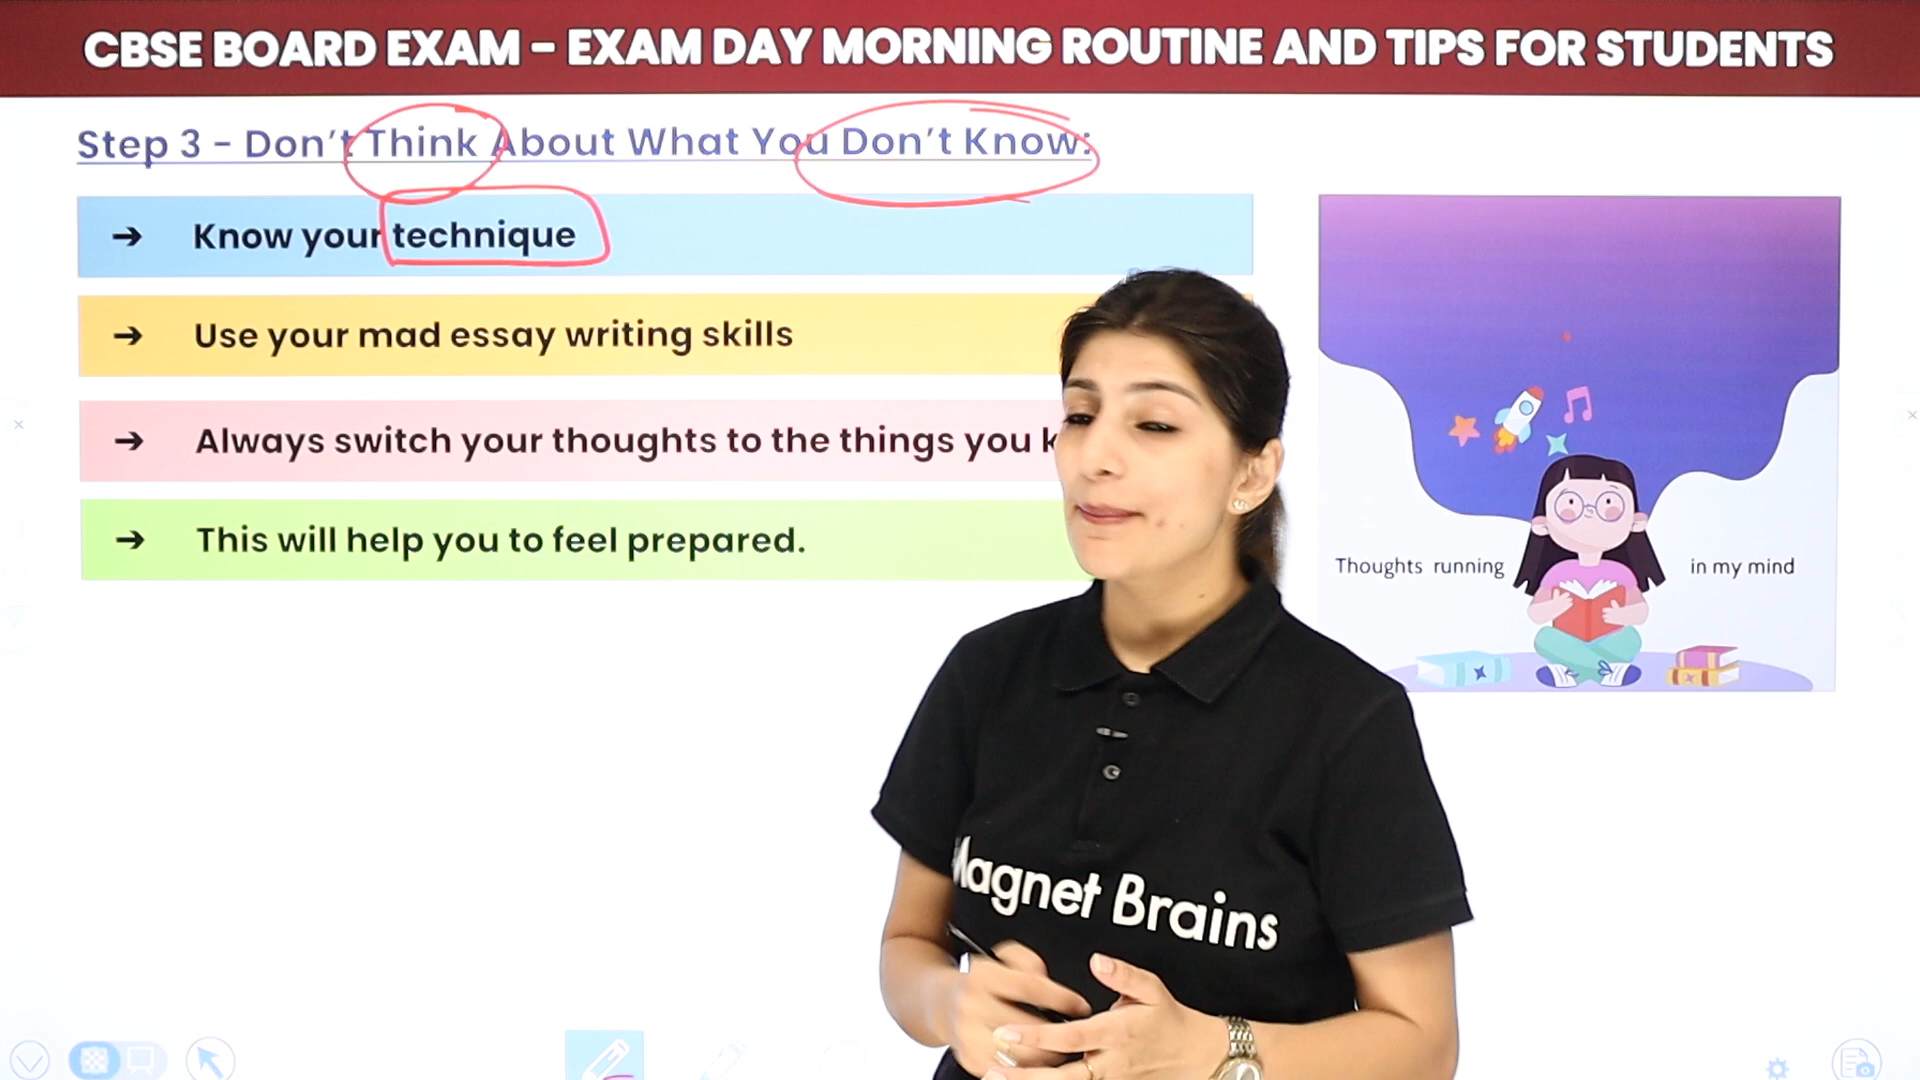 CBSE BOARD EXAM – EXAM DAY MORNING ROUTINE AND TIPS FOR STUDENTS
Step 3 – Don't Think About What You Don't Know:
➔ Know your technique
➔ Use your mad essay writing skills
➔ Always switch your thoughts to the things you
➔ This will help you to feel prepared.
Thoughts running in my mind
Magnet Brains